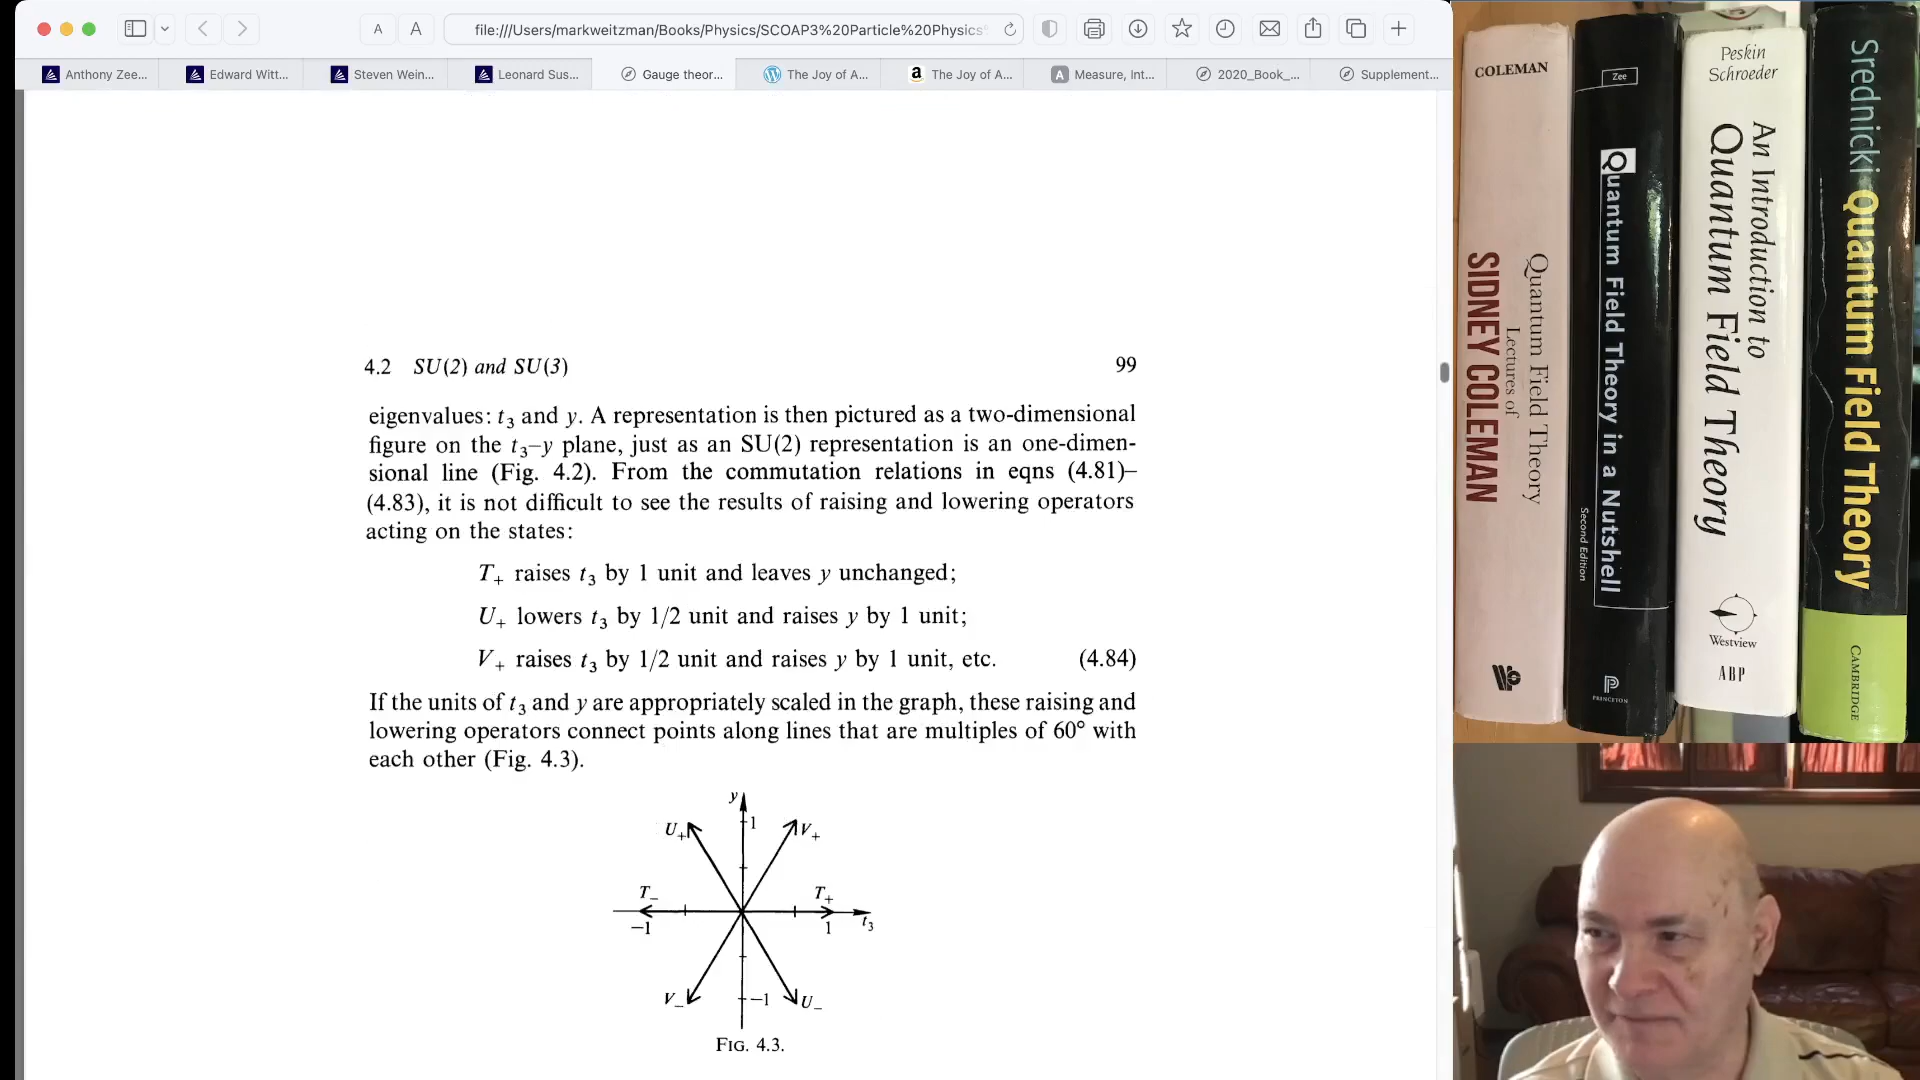 A A file:///Users/markweitzman/Books/Physics/SCOAP3%20Particle%20Physics%
Anthony Zee... Edward Witt... Steven Wein... Leonard Sus... Gauge theor... The Joy of A... The Joy of A... Measure, Int... 2020_Book_... Supplement...
4.2 SU(2) and SU(3) 99
eigenvalues: t₃ and y. A representation is then pictured as a two-dimensional
figure on the t₃–y plane, just as an SU(2) representation is an one-dimen-
sional line (Fig. 4.2). From the commutation relations in eqns (4.81)–
(4.83), it is not difficult to see the results of raising and lowering operators
acting on the states:
T₊ raises t₃ by 1 unit and leaves y unchanged;
U₊ lowers t₃ by 1/2 unit and raises y by 1 unit;
V₊ raises t₃ by 1/2 unit and raises y by 1 unit, etc. (4.84)
If the units of t₃ and y are appropriately scaled in the graph, these raising and
lowering operators connect points along lines that are multiples of 60° with
each other (Fig. 4.3).
y
U₊ 1 V₊
T₋ T₊
−1 1 t₃
V₋ −1 U₋
FIG. 4.3.
COLEMAN
Quantum Field Theory
Lectures of
SIDNEY COLEMAN
Zee
Quantum Field Theory in a Nutshell
Second Edition
PRINCETON
Peskin
Schroeder
An Introduction to
Quantum Field Theory
Westview
ABP
Srednicki Quantum Field Theory
CAMBRIDGE